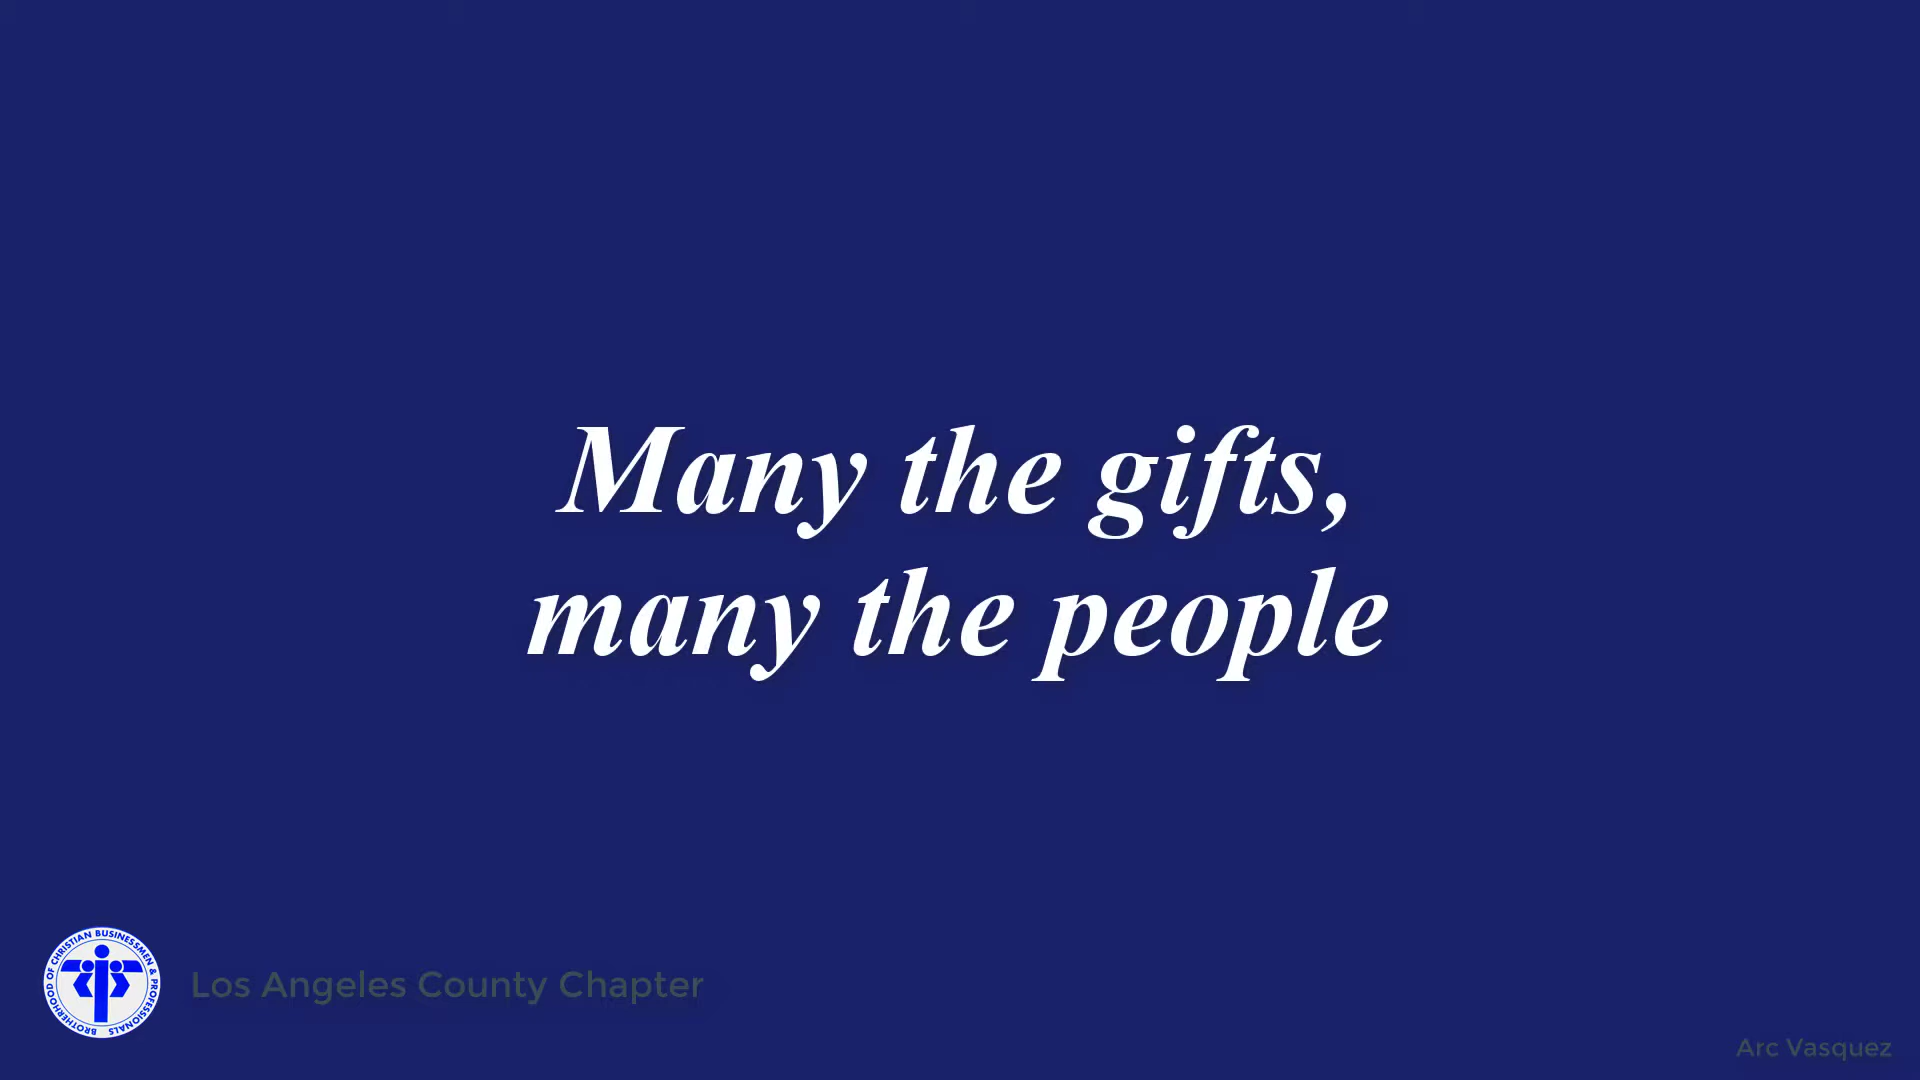 Many the gifts,
many the people
BROTHERHOOD OF CHRISTIAN BUSINESSMEN & PROFESSIONALS
Los Angeles County Chapter
Arc Vasquez